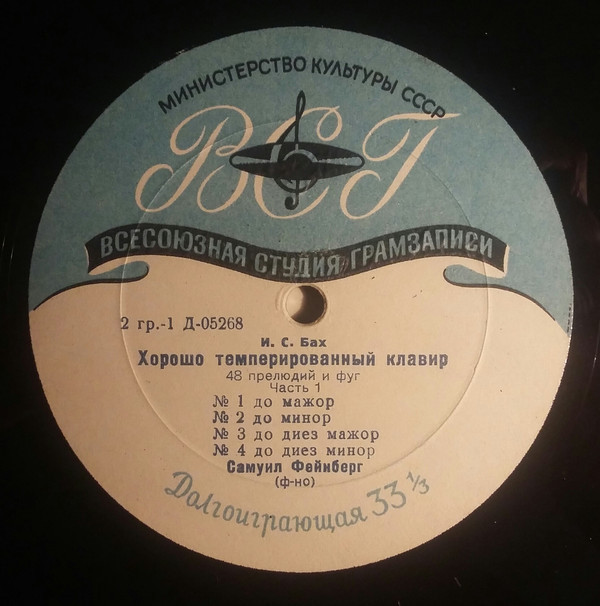 МИНИСТЕРСТВО КУЛЬТУРЫ СССР
ВСГ
ВСЕСОЮЗНАЯ СТУДИЯ ГРАМЗАПИСИ
2 гр.-1 Д-05268
И. С. Бах
Хорошо темперированный клавир
48 прелюдий и фуг
Часть 1
№ 1 до мажор
№ 2 до минор
№ 3 до диез мажор
№ 4 до диез минор
Самуил Фейнберг
(ф-но)
Долгоиграющая 33⅓